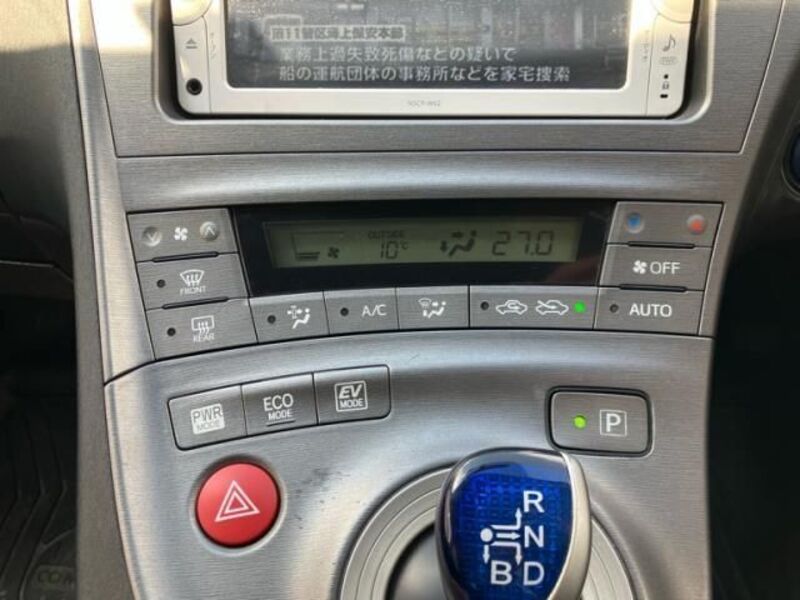 第11管区海上保安本部
業務上過失致死傷などの疑いで
船の運航団体の事務所などを家宅捜索
NSCP-W62
OUTSIDE
10℃
27.0
OFF
FRONT
A/C
AUTO
REAR
PWR MODE
ECO MODE
EV MODE
P
R
N
B D